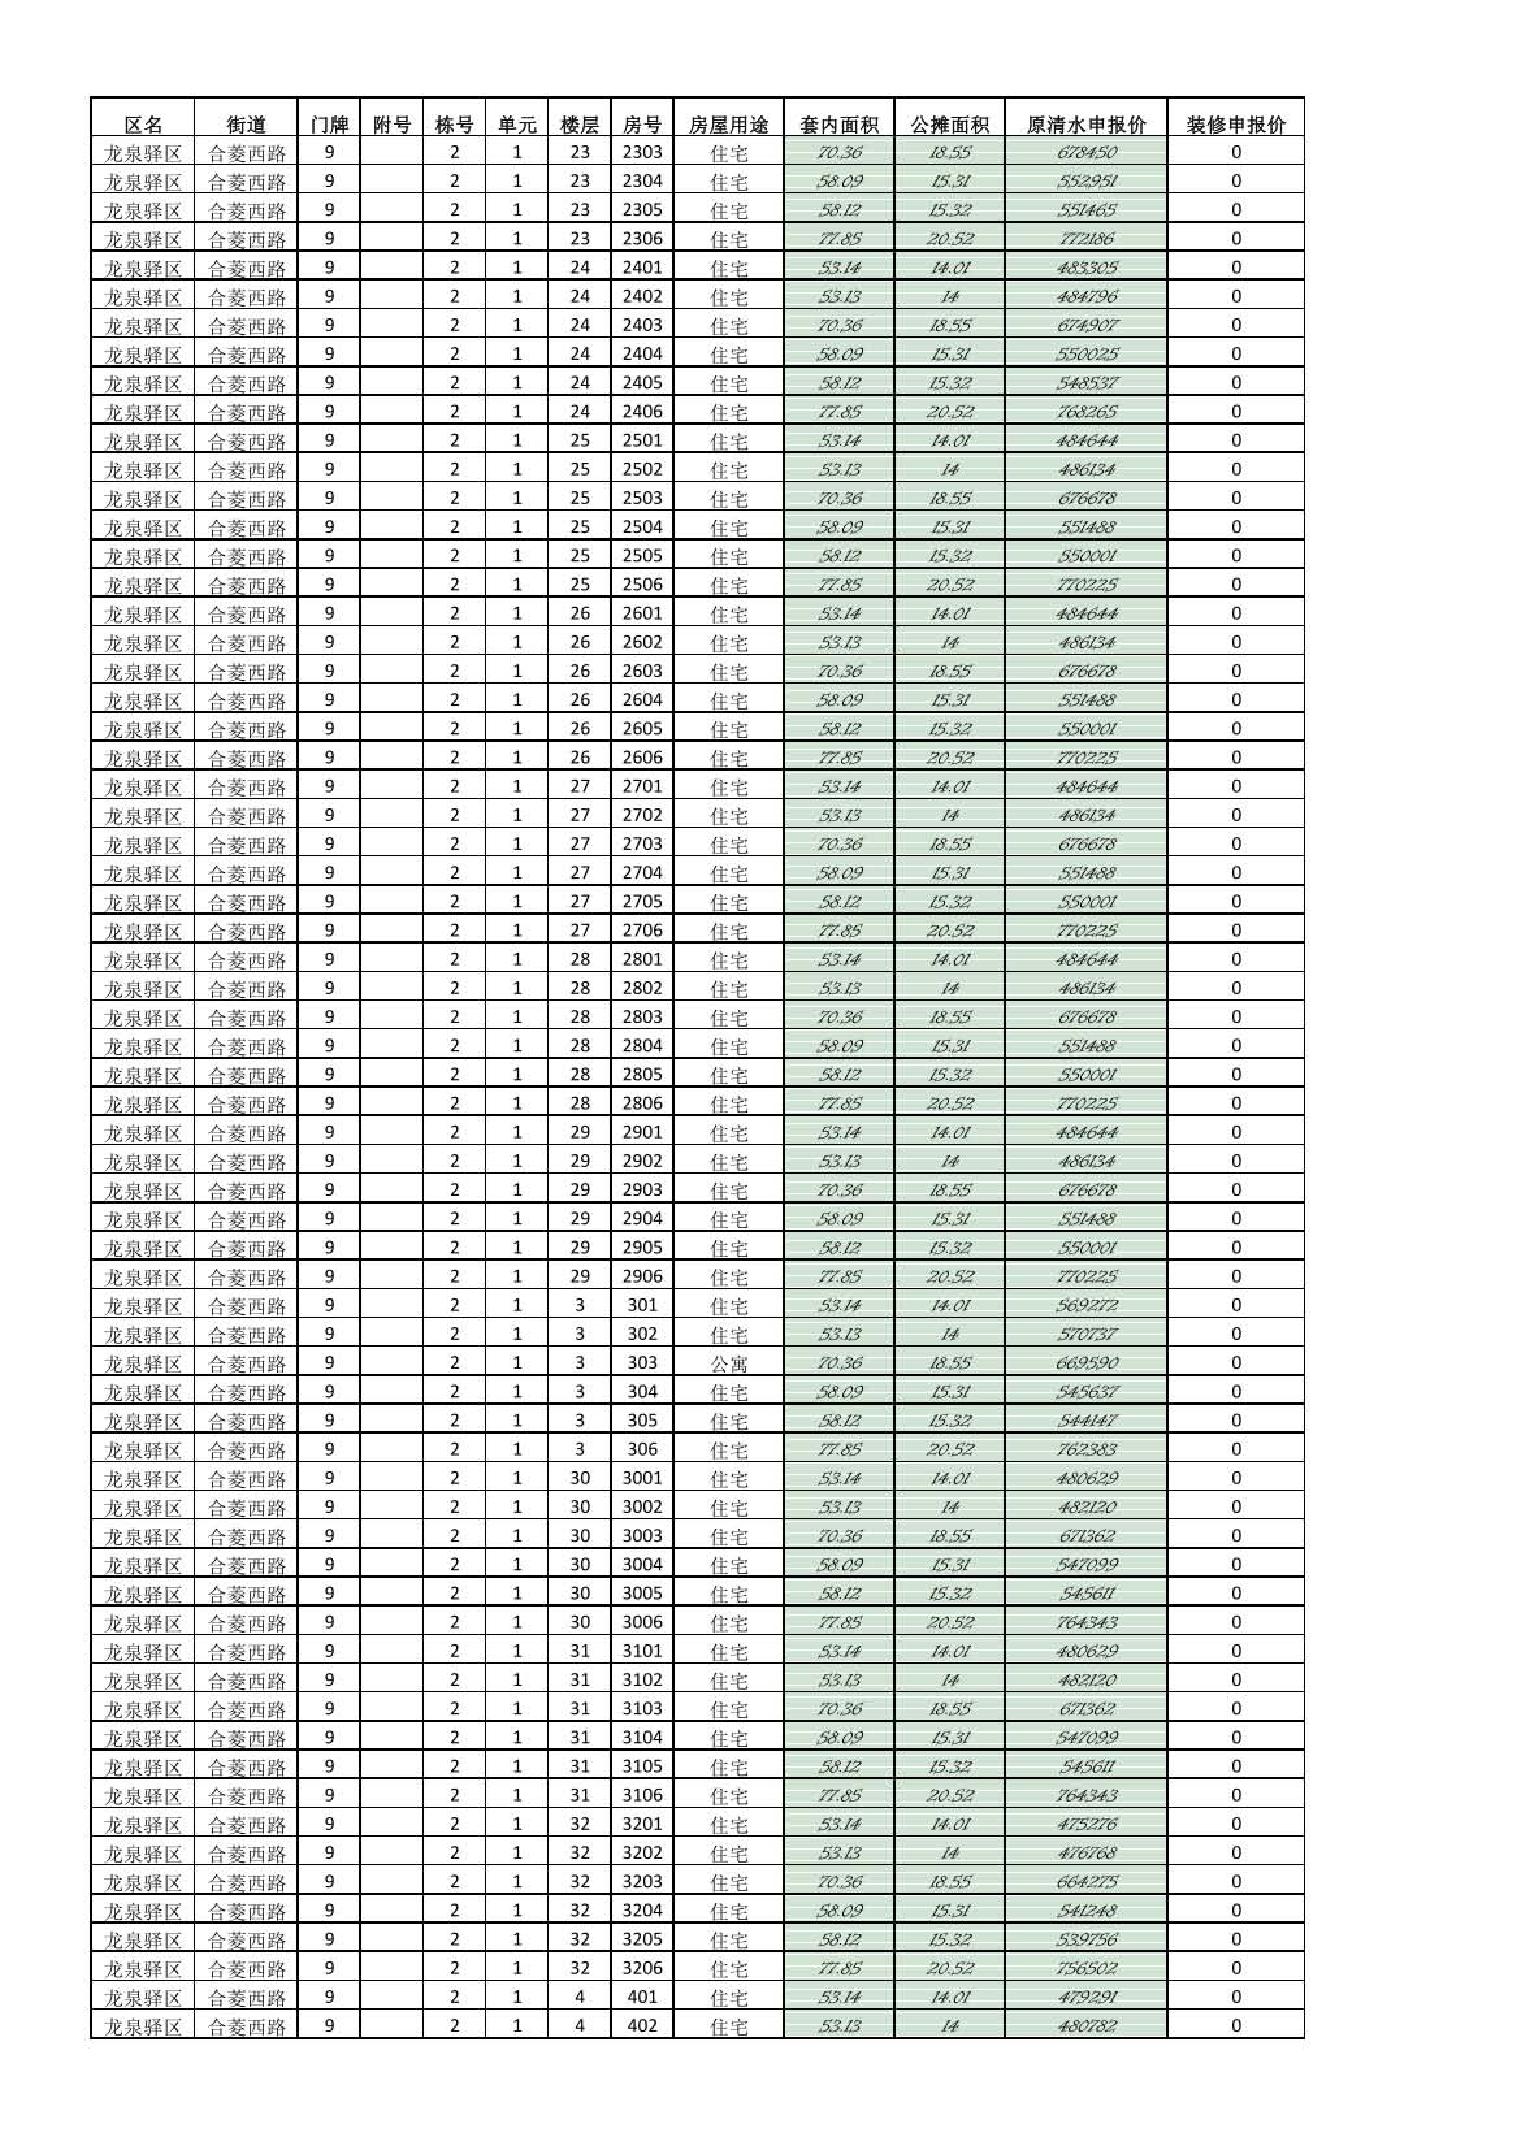 区名 街道 门牌 附号 栋号 单元 楼层 房号 房屋用途 套内面积 公摊面积 原清水申报价 装修申报价
龙泉驿区 合菱西路 9 2 1 23 2303 住宅 70.36 18.55 678450 0
龙泉驿区 合菱西路 9 2 1 23 2304 住宅 58.09 15.31 552951 0
龙泉驿区 合菱西路 9 2 1 23 2305 住宅 58.12 15.32 551465 0
龙泉驿区 合菱西路 9 2 1 23 2306 住宅 77.85 20.52 772186 0
龙泉驿区 合菱西路 9 2 1 24 2401 住宅 53.14 14.01 483305 0
龙泉驿区 合菱西路 9 2 1 24 2402 住宅 53.13 14 484796 0
龙泉驿区 合菱西路 9 2 1 24 2403 住宅 70.36 18.55 674907 0
龙泉驿区 合菱西路 9 2 1 24 2404 住宅 58.09 15.31 550025 0
龙泉驿区 合菱西路 9 2 1 24 2405 住宅 58.12 15.32 548537 0
龙泉驿区 合菱西路 9 2 1 24 2406 住宅 77.85 20.52 768265 0
龙泉驿区 合菱西路 9 2 1 25 2501 住宅 53.14 14.01 484644 0
龙泉驿区 合菱西路 9 2 1 25 2502 住宅 53.13 14 486134 0
龙泉驿区 合菱西路 9 2 1 25 2503 住宅 70.36 18.55 676678 0
龙泉驿区 合菱西路 9 2 1 25 2504 住宅 58.09 15.31 551488 0
龙泉驿区 合菱西路 9 2 1 25 2505 住宅 58.12 15.32 550001 0
龙泉驿区 合菱西路 9 2 1 25 2506 住宅 77.85 20.52 770225 0
龙泉驿区 合菱西路 9 2 1 26 2601 住宅 53.14 14.01 484644 0
龙泉驿区 合菱西路 9 2 1 26 2602 住宅 53.13 14 486134 0
龙泉驿区 合菱西路 9 2 1 26 2603 住宅 70.36 18.55 676678 0
龙泉驿区 合菱西路 9 2 1 26 2604 住宅 58.09 15.31 551488 0
龙泉驿区 合菱西路 9 2 1 26 2605 住宅 58.12 15.32 550001 0
龙泉驿区 合菱西路 9 2 1 26 2606 住宅 77.85 20.52 770225 0
龙泉驿区 合菱西路 9 2 1 27 2701 住宅 53.14 14.01 484644 0
龙泉驿区 合菱西路 9 2 1 27 2702 住宅 53.13 14 486134 0
龙泉驿区 合菱西路 9 2 1 27 2703 住宅 70.36 18.55 676678 0
龙泉驿区 合菱西路 9 2 1 27 2704 住宅 58.09 15.31 551488 0
龙泉驿区 合菱西路 9 2 1 27 2705 住宅 58.12 15.32 550001 0
龙泉驿区 合菱西路 9 2 1 27 2706 住宅 77.85 20.52 770225 0
龙泉驿区 合菱西路 9 2 1 28 2801 住宅 53.14 14.01 484644 0
龙泉驿区 合菱西路 9 2 1 28 2802 住宅 53.13 14 486134 0
龙泉驿区 合菱西路 9 2 1 28 2803 住宅 70.36 18.55 676678 0
龙泉驿区 合菱西路 9 2 1 28 2804 住宅 58.09 15.31 551488 0
龙泉驿区 合菱西路 9 2 1 28 2805 住宅 58.12 15.32 550001 0
龙泉驿区 合菱西路 9 2 1 28 2806 住宅 77.85 20.52 770225 0
龙泉驿区 合菱西路 9 2 1 29 2901 住宅 53.14 14.01 484644 0
龙泉驿区 合菱西路 9 2 1 29 2902 住宅 53.13 14 486134 0
龙泉驿区 合菱西路 9 2 1 29 2903 住宅 70.36 18.55 676678 0
龙泉驿区 合菱西路 9 2 1 29 2904 住宅 58.09 15.31 551488 0
龙泉驿区 合菱西路 9 2 1 29 2905 住宅 58.12 15.32 550001 0
龙泉驿区 合菱西路 9 2 1 29 2906 住宅 77.85 20.52 770225 0
龙泉驿区 合菱西路 9 2 1 3 301 住宅 53.14 14.01 569272 0
龙泉驿区 合菱西路 9 2 1 3 302 住宅 53.13 14 570737 0
龙泉驿区 合菱西路 9 2 1 3 303 公寓 70.36 18.55 669590 0
龙泉驿区 合菱西路 9 2 1 3 304 住宅 58.09 15.31 545637 0
龙泉驿区 合菱西路 9 2 1 3 305 住宅 58.12 15.32 544147 0
龙泉驿区 合菱西路 9 2 1 3 306 住宅 77.85 20.52 762383 0
龙泉驿区 合菱西路 9 2 1 30 3001 住宅 53.14 14.01 480629 0
龙泉驿区 合菱西路 9 2 1 30 3002 住宅 53.13 14 482120 0
龙泉驿区 合菱西路 9 2 1 30 3003 住宅 70.36 18.55 671362 0
龙泉驿区 合菱西路 9 2 1 30 3004 住宅 58.09 15.31 547099 0
龙泉驿区 合菱西路 9 2 1 30 3005 住宅 58.12 15.32 545611 0
龙泉驿区 合菱西路 9 2 1 30 3006 住宅 77.85 20.52 764343 0
龙泉驿区 合菱西路 9 2 1 31 3101 住宅 53.14 14.01 480629 0
龙泉驿区 合菱西路 9 2 1 31 3102 住宅 53.13 14 482120 0
龙泉驿区 合菱西路 9 2 1 31 3103 住宅 70.36 18.55 671362 0
龙泉驿区 合菱西路 9 2 1 31 3104 住宅 58.09 15.31 547099 0
龙泉驿区 合菱西路 9 2 1 31 3105 住宅 58.12 15.32 545611 0
龙泉驿区 合菱西路 9 2 1 31 3106 住宅 77.85 20.52 764343 0
龙泉驿区 合菱西路 9 2 1 32 3201 住宅 53.14 14.01 475276 0
龙泉驿区 合菱西路 9 2 1 32 3202 住宅 53.13 14 476768 0
龙泉驿区 合菱西路 9 2 1 32 3203 住宅 70.36 18.55 664275 0
龙泉驿区 合菱西路 9 2 1 32 3204 住宅 58.09 15.31 541248 0
龙泉驿区 合菱西路 9 2 1 32 3205 住宅 58.12 15.32 539756 0
龙泉驿区 合菱西路 9 2 1 32 3206 住宅 77.85 20.52 756502 0
龙泉驿区 合菱西路 9 2 1 4 401 住宅 53.14 14.01 479291 0
龙泉驿区 合菱西路 9 2 1 4 402 住宅 53.13 14 480782 0